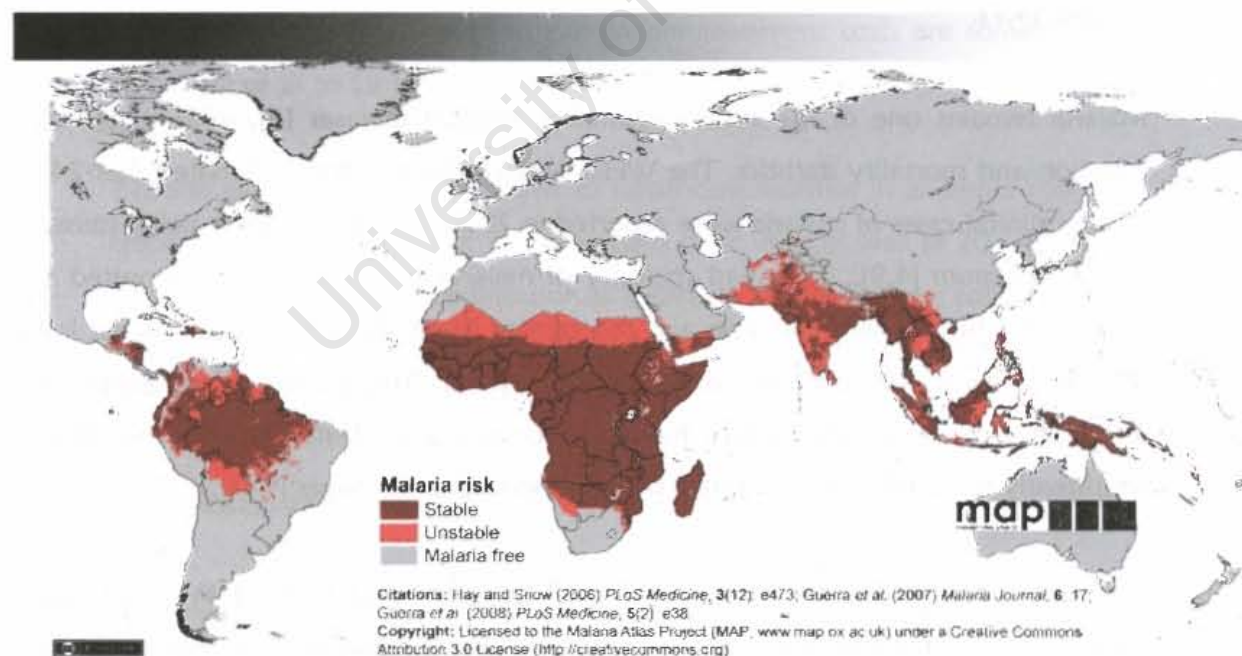 University of
Malaria risk
Stable
Unstable
Malaria free
map
Citations: Hay and Snow (2006) PLoS Medicine, 3(12): e473; Guerra et al. (2007) Malaria Journal, 6: 17;
Guerra et al. (2008) PLoS Medicine, 5(2): e38.
Copyright: Licensed to the Malaria Atlas Project (MAP, www.map.ox.ac.uk) under a Creative Commons
Attribution 3.0 License (http://creativecommons.org)